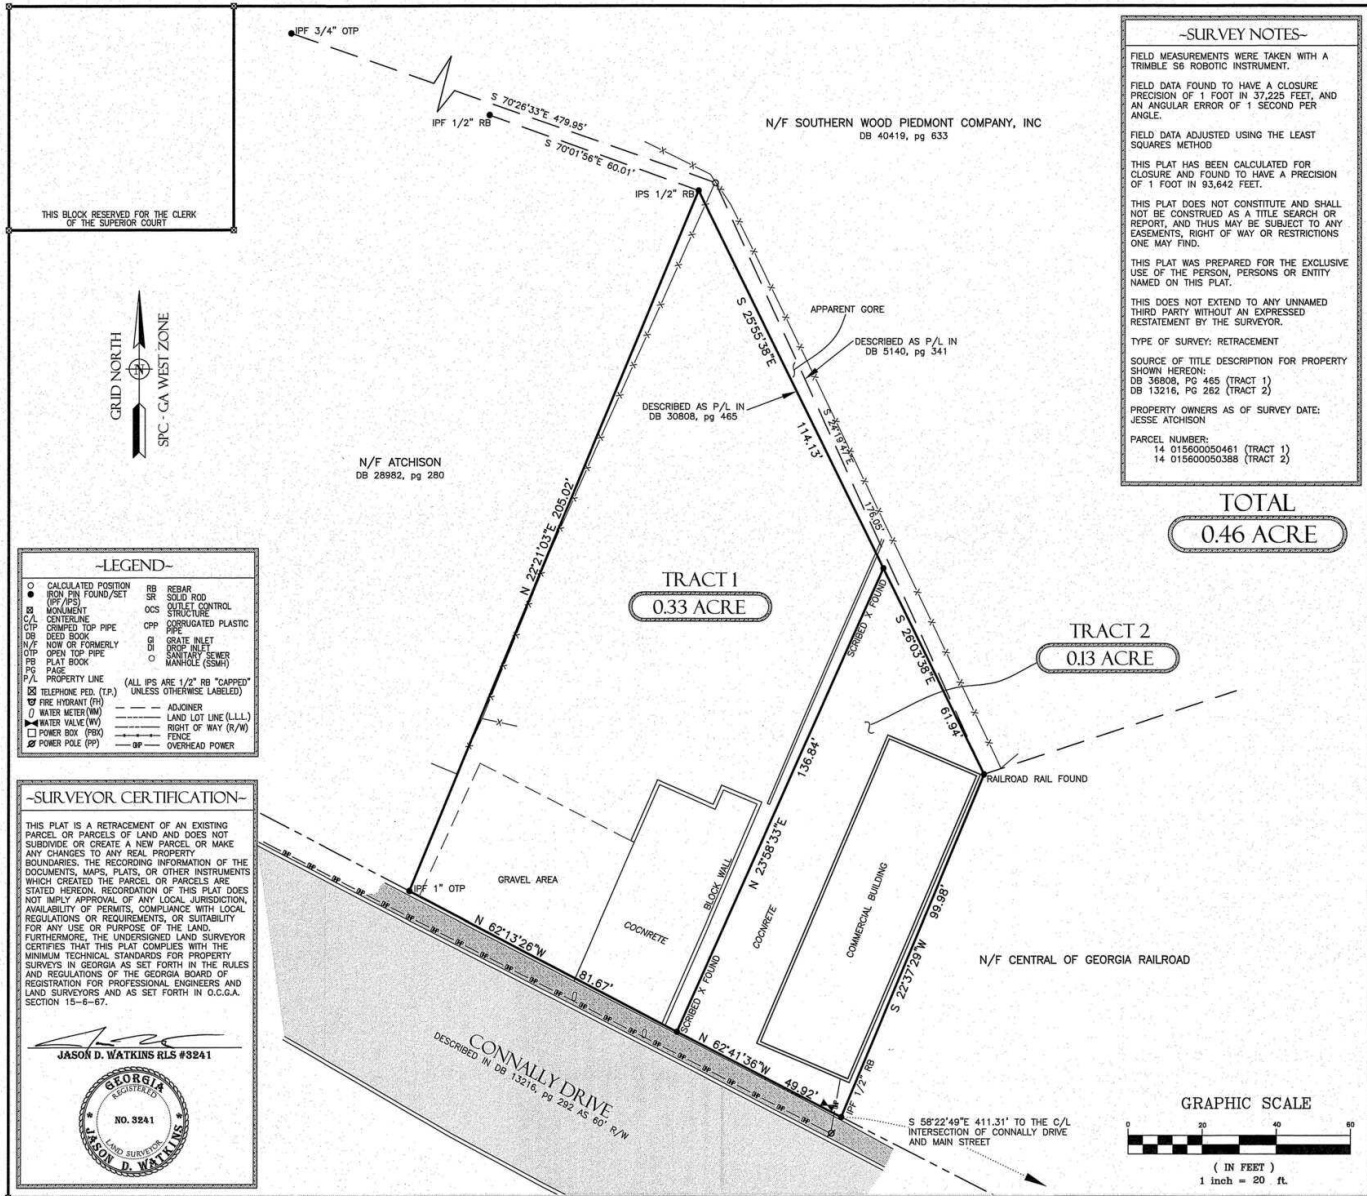 THIS BLOCK RESERVED FOR THE CLERK
OF THE SUPERIOR COURT
IPF 3/4" OTP
S 70°26'33"E 479.95'
IPF 1/2" RB
S 70°01'56"E 60.01'
IPS 1/2" RB
N/F SOUTHERN WOOD PIEDMONT COMPANY, INC
DB 40419, pg 633
~SURVEY NOTES~
FIELD MEASUREMENTS WERE TAKEN WITH A
TRIMBLE S6 ROBOTIC INSTRUMENT.
FIELD DATA FOUND TO HAVE A CLOSURE
PRECISION OF 1 FOOT IN 37,225 FEET, AND
AN ANGULAR ERROR OF 1 SECOND PER
ANGLE.
FIELD DATA ADJUSTED USING THE LEAST
SQUARES METHOD
THIS PLAT HAS BEEN CALCULATED FOR
CLOSURE AND FOUND TO HAVE A PRECISION
OF 1 FOOT IN 93,642 FEET.
THIS PLAT DOES NOT CONSTITUTE AND SHALL
NOT BE CONSTRUED AS A TITLE SEARCH OR
REPORT, AND THUS MAY BE SUBJECT TO ANY
EASEMENTS, RIGHT OF WAY OR RESTRICTIONS
ONE MAY FIND.
THIS PLAT WAS PREPARED FOR THE EXCLUSIVE
USE OF THE PERSON, PERSONS OR ENTITY
NAMED ON THIS PLAT.
THIS DOES NOT EXTEND TO ANY UNNAMED
THIRD PARTY WITHOUT AN EXPRESSED
RESTATEMENT BY THE SURVEYOR.
TYPE OF SURVEY: RETRACEMENT
SOURCE OF TITLE DESCRIPTION FOR PROPERTY
SHOWN HEREON:
DB 36808, PG 465 (TRACT 1)
DB 13216, PG 262 (TRACT 2)
PROPERTY OWNERS AS OF SURVEY DATE:
JESSE ATCHISON
PARCEL NUMBER:
14 015600050461 (TRACT 1)
14 015600050388 (TRACT 2)
TOTAL
0.46 ACRE
GRID NORTH
N
SPC - GA WEST ZONE
APPARENT GORE
DESCRIBED AS P/L IN
DB 5140, pg 341
DESCRIBED AS P/L IN
DB 30808, pg 465
S 25°55'38"E
114.13'
S 24°19'47"E
176.05'
N/F ATCHISON
DB 28982, pg 280
N 22°21'03"E 205.02'
TRACT 1
0.33 ACRE
TRACT 2
0.13 ACRE
S 26°03'38"E
61.94'
SCRIBED X FOUND
136.84'
N 23°58'33"E
RAILROAD RAIL FOUND
~LEGEND~
CALCULATED POSITION
IRON PIN FOUND/SET
(IPF/IPS)
MONUMENT
C/L CENTERLINE
CTP CRIMPED TOP PIPE
DB DEED BOOK
N/F NOW OR FORMERLY
OTP OPEN TOP PIPE
PB PLAT BOOK
PG PAGE
P/L PROPERTY LINE
RB REBAR
SR SOLID ROD
OCS OUTLET CONTROL
STRUCTURE
CPP CORRUGATED PLASTIC
PIPE
GI GRATE INLET
DI DROP INLET
SANITARY SEWER
MANHOLE (SSMH)
(ALL IPS ARE 1/2" RB "CAPPED"
UNLESS OTHERWISE LABELED)
TELEPHONE PED. (T.P.)
FIRE HYDRANT (FH)
WATER METER (WM)
WATER VALVE (WV)
POWER BOX (PBX)
POWER POLE (PP)
ADJOINER
LAND LOT LINE (L.L.L.)
RIGHT OF WAY (R/W)
FENCE
OHP OVERHEAD POWER
~SURVEYOR CERTIFICATION~
THIS PLAT IS A RETRACEMENT OF AN EXISTING
PARCEL OR PARCELS OF LAND AND DOES NOT
SUBDIVIDE OR CREATE A NEW PARCEL OR MAKE
ANY CHANGES TO ANY REAL PROPERTY
BOUNDARIES. THE RECORDING INFORMATION OF THE
DOCUMENTS, MAPS, PLATS, OR OTHER INSTRUMENTS
WHICH CREATED THE PARCEL OR PARCELS ARE
STATED HEREON. RECORDATION OF THIS PLAT DOES
NOT IMPLY APPROVAL OF ANY LOCAL JURISDICTION,
AVAILABILITY OF PERMITS, COMPLIANCE WITH LOCAL
REGULATIONS OR REQUIREMENTS, OR SUITABILITY
FOR ANY USE OR PURPOSE OF THE LAND.
FURTHERMORE, THE UNDERSIGNED LAND SURVEYOR
CERTIFIES THAT THIS PLAT COMPLIES WITH THE
MINIMUM TECHNICAL STANDARDS FOR PROPERTY
SURVEYS IN GEORGIA AS SET FORTH IN THE RULES
AND REGULATIONS OF THE GEORGIA BOARD OF
REGISTRATION FOR PROFESSIONAL ENGINEERS AND
LAND SURVEYORS AND AS SET FORTH IN O.C.G.A.
SECTION 15-6-67.
JASON D. WATKINS RLS #3241
GEORGIA
REGISTERED
NO. 3241
LAND SURVEYOR
JASON D. WATKINS
IPF 1" OTP
GRAVEL AREA
COCNRETE
BLOCK WALL
COCNRETE
COMMERCIAL BUILDING
99.98'
S 22°37'29"W
N/F CENTRAL OF GEORGIA RAILROAD
N 62°13'26"W
81.67'
SCRIBED X FOUND
N 62°41'36"W
49.92'
IPF 1/2" RB
CONNALLY DRIVE
DESCRIBED IN DB 13216, pg 292 AS 60' R/W
S 58°22'49"E 411.31' TO THE C/L
INTERSECTION OF CONNALLY DRIVE
AND MAIN STREET
GRAPHIC SCALE
0 20 40 60
( IN FEET )
1 inch = 20 ft.